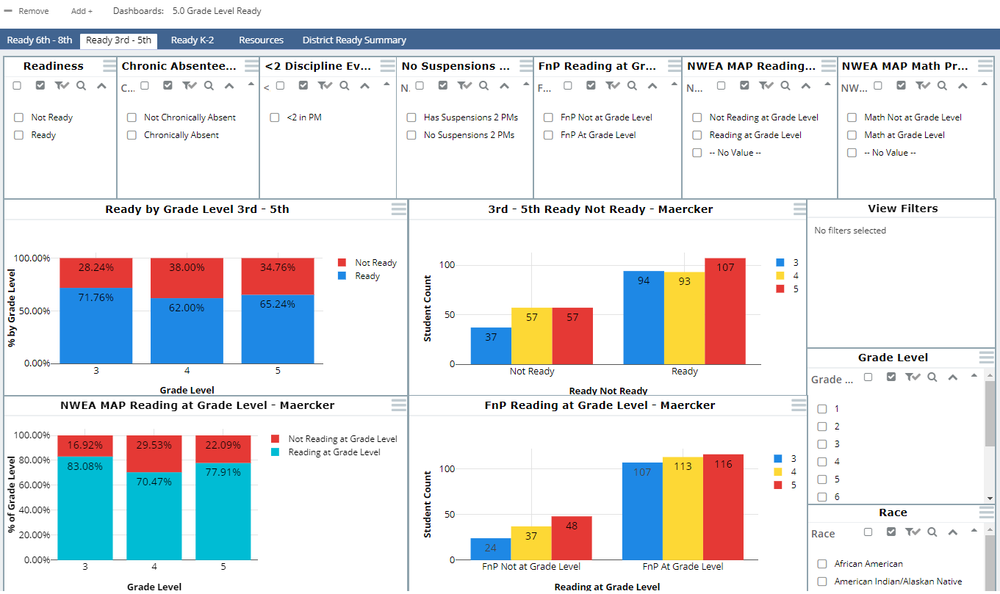 Remove Add + Dashboards: 5.0 Grade Level Ready
Ready 6th - 8th Ready 3rd - 5th Ready K-2 Resources District Ready Summary
Readiness
Not Ready
Ready
Chronic Absentee...
C...
Not Chronically Absent
Chronically Absent
<2 Discipline Ev...
<
<2 in PM
No Suspensions ...
N.
Has Suspensions 2 PMs
No Suspensions 2 PMs
FnP Reading at Gr...
F...
FnP Not at Grade Level
FnP At Grade Level
NWEA MAP Reading...
N...
Not Reading at Grade Level
Reading at Grade Level
-- No Value --
NWEA MAP Math Pr...
NW...
Math Not at Grade Level
Math at Grade Level
-- No Value --
Ready by Grade Level 3rd - 5th
% by Grade Level
100.00%
50.00%
0.00%
28.24% 38.00% 34.76%
71.76% 62.00% 65.24%
3 4 5
Grade Level
Not Ready
Ready
3rd - 5th Ready Not Ready - Maercker
Student Count
100
50
0
37 57 57 94 93 107
Not Ready Ready
Ready Not Ready
3
4
5
View Filters
No filters selected
Grade Level
Grade ...
1
2
3
4
5
6
NWEA MAP Reading at Grade Level - Maercker
% of Grade Level
100.00%
80.00%
60.00%
40.00%
20.00%
0.00%
16.92% 29.53% 22.09%
83.08% 70.47% 77.91%
3 4 5
Grade Level
Not Reading at Grade Level
Reading at Grade Level
FnP Reading at Grade Level - Maercker
Student Count
100
50
0
24 37 48 107 113 116
FnP Not at Grade Level FnP At Grade Level
Reading at Grade Level
3
4
5
Race
Race
African American
American Indian/Alaskan Native